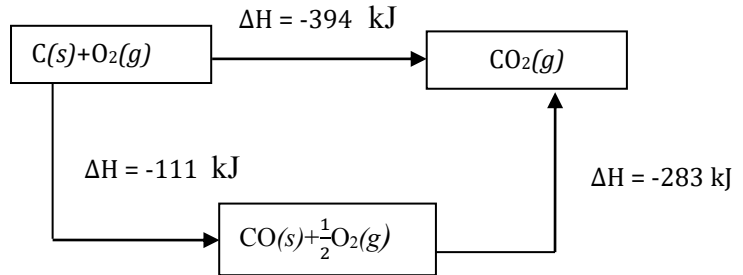 ΔH = -394 kJ
C(s)+O₂(g)
CO₂(g)
ΔH = -111 kJ
ΔH = -283 kJ
CO(s)+½O₂(g)